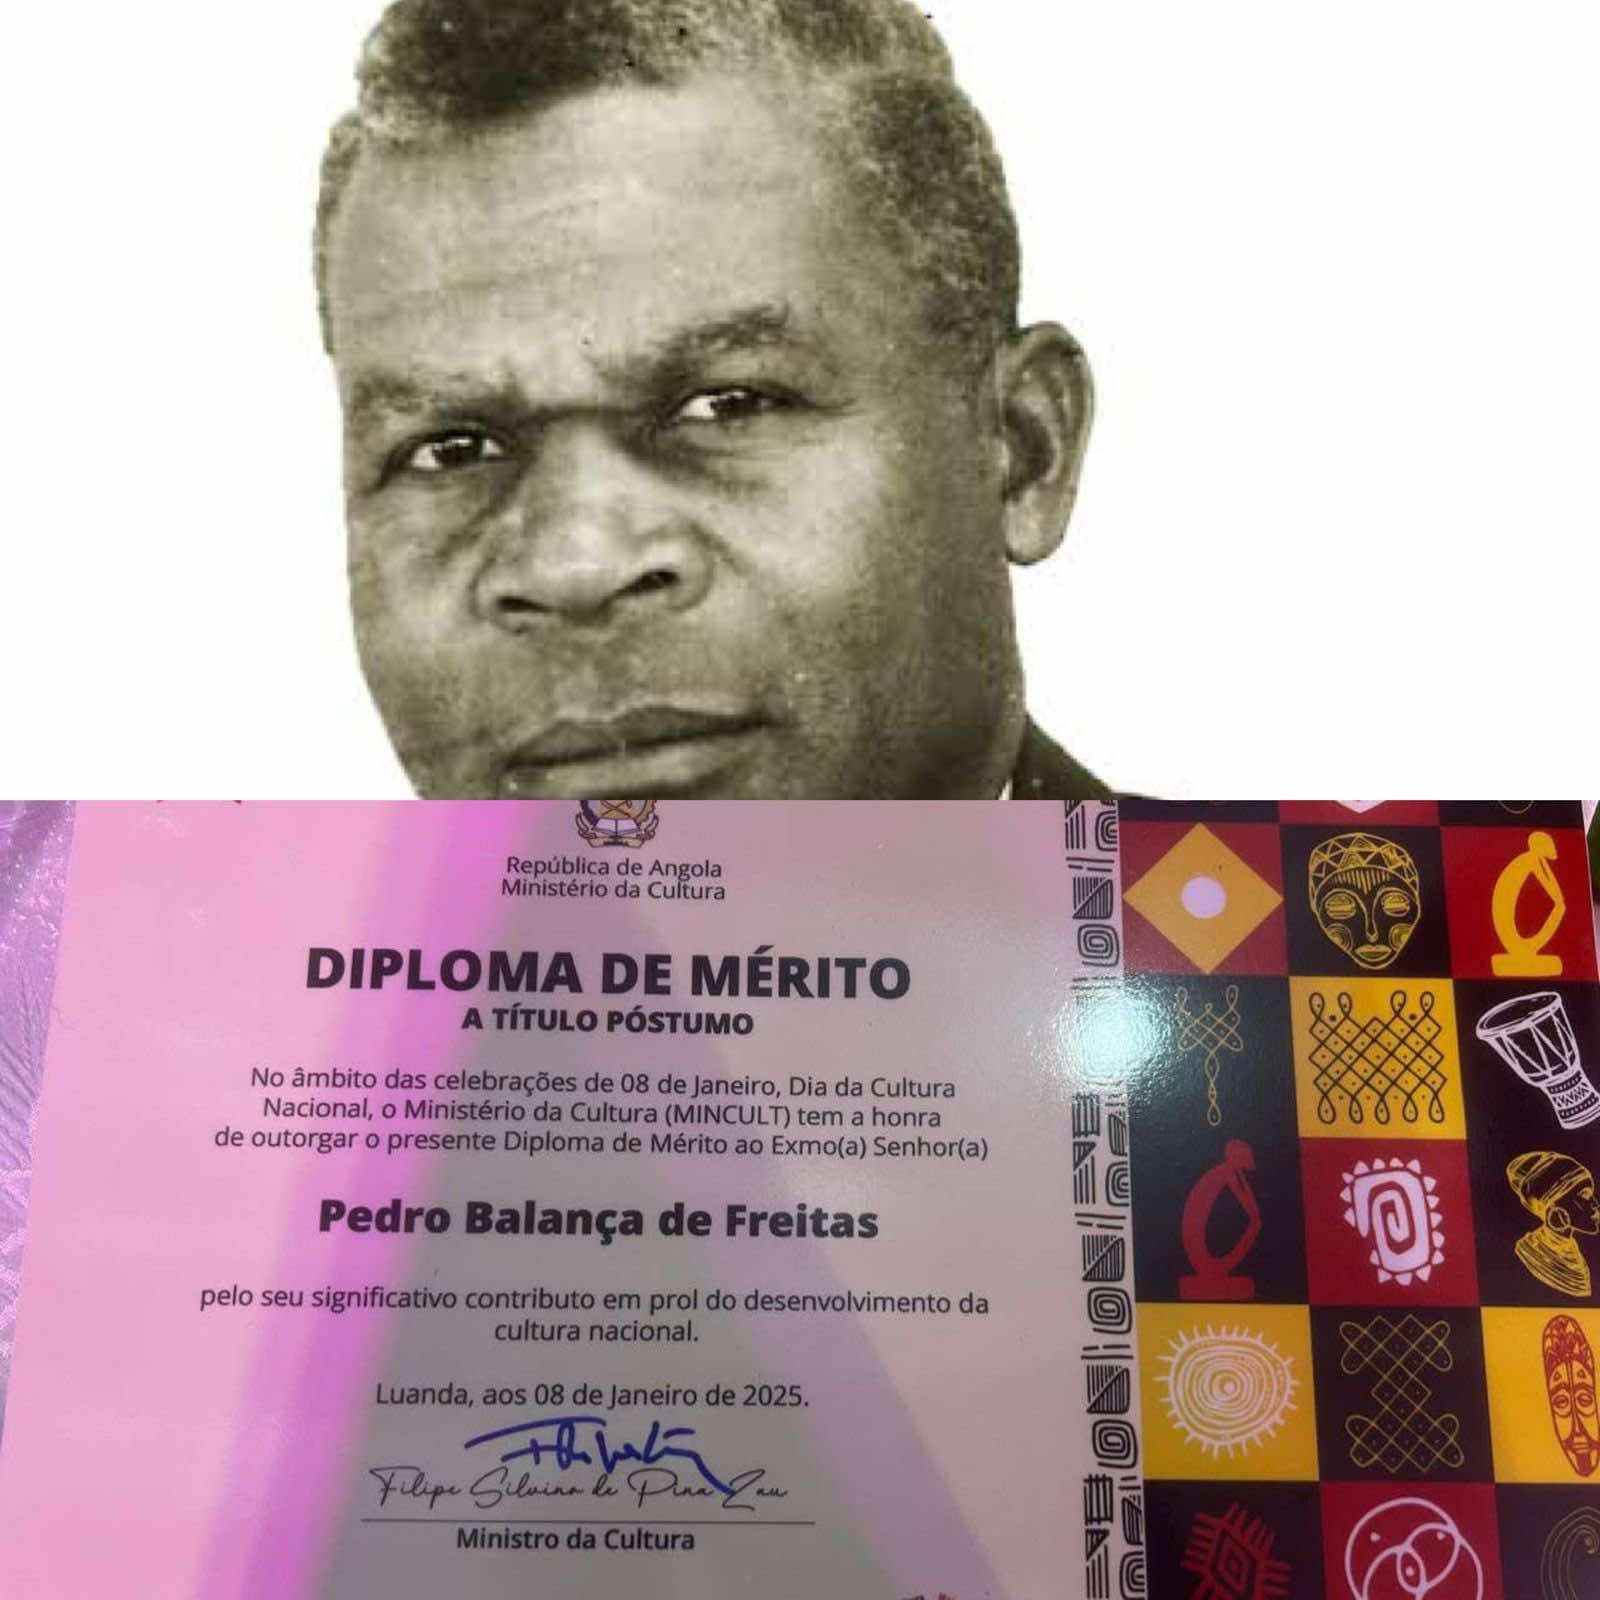 República de Angola
Ministério da Cultura
DIPLOMA DE MÉRITO
A TÍTULO PÓSTUMO
No âmbito das celebrações de 08 de Janeiro, Dia da Cultura
Nacional, o Ministério da Cultura (MINCULT) tem a honra
de outorgar o presente Diploma de Mérito ao Exmo(a) Senhor(a)
Pedro Balança de Freitas
pelo seu significativo contributo em prol do desenvolvimento da
cultura nacional.
Luanda, aos 08 de Janeiro de 2025.
Filipe Silvino de Pina Zau
Ministro da Cultura